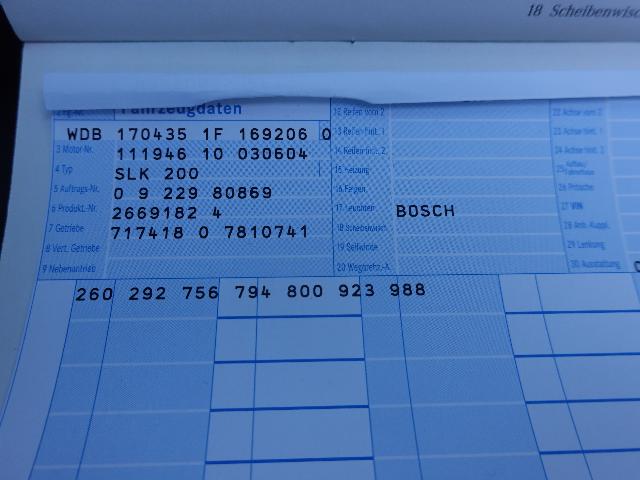 18 Scheibenwisc
Fahrzeugdaten
WDB 170435 1F 169206 0
3 Motor-Nr. 111946 10 030604
4 Typ SLK 200
5 Auftrags-Nr. 0 9 229 80869
6 Produkt.-Nr. 2669182 4
7 Getriebe 717418 0 7810741
8 Vert. Getriebe
9 Nebenantrieb
12 Reifen vorn 2.
13 Reifen hint. 1.
14 Reifen hint. 2.
15 Heizung
16 Felgen
17 Leuchten BOSCH
18 Scheibenwisch.
19 Seilwinde
20 Wegstrehz.-A.
22 Achse vorn 2.
23 Achse hint. 1
24 Achse hint. 2
25 Aufbau/ Fahrerhaus
26 Pritsche
27 VIN
28 Anh. Kuppl.
29 Lenkung
30 Ausstattung
260 292 756 794 800 923 988